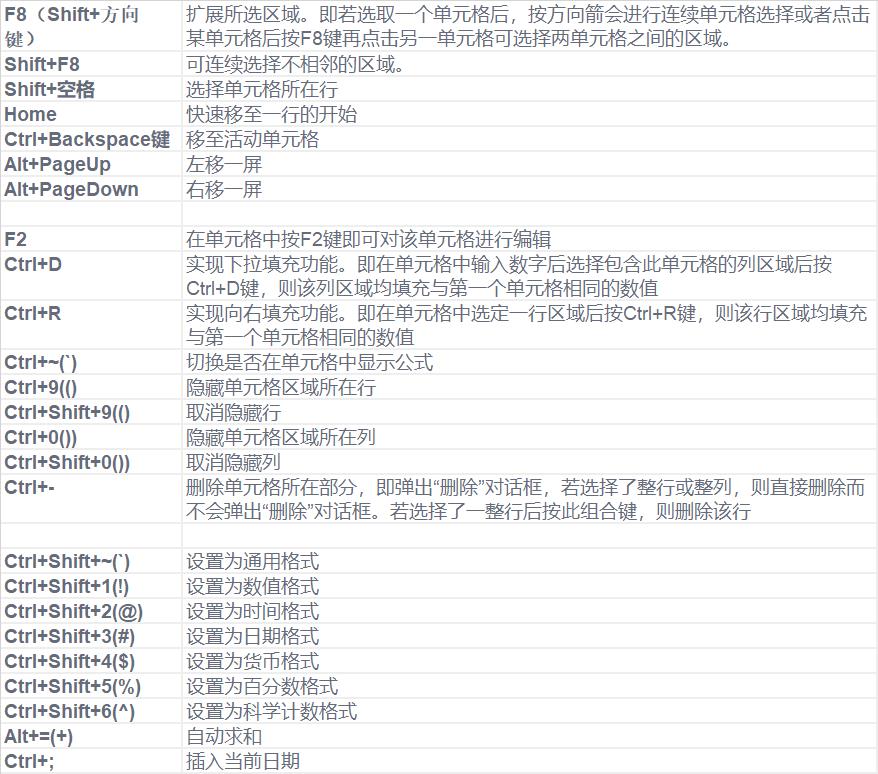 F8（Shift+方向键） 扩展所选区域。即若选取一个单元格后，按方向箭会进行连续单元格选择或者点击
某单元格后按F8键再点击另一单元格可选择两单元格之间的区域。
Shift+F8 可连续选择不相邻的区域。
Shift+空格 选择单元格所在行
Home 快速移至一行的开始
Ctrl+Backspace键 移至活动单元格
Alt+PageUp 左移一屏
Alt+PageDown 右移一屏
F2 在单元格中按F2键即可对该单元格进行编辑
Ctrl+D 实现下拉填充功能。即在单元格中输入数字后选择包含此单元格的列区域后按
Ctrl+D键，则该列区域均填充与第一个单元格相同的数值
Ctrl+R 实现向右填充功能。即在单元格中选定一行区域后按Ctrl+R键，则该行区域均填充
与第一个单元格相同的数值
Ctrl+~(`) 切换是否在单元格中显示公式
Ctrl+9(() 隐藏单元格区域所在行
Ctrl+Shift+9(() 取消隐藏行
Ctrl+0()) 隐藏单元格区域所在列
Ctrl+Shift+0()) 取消隐藏列
Ctrl+- 删除单元格所在部分，即弹出“删除”对话框，若选择了整行或整列，则直接删除而
不会弹出“删除”对话框。若选择了一整行后按此组合键，则删除该行
Ctrl+Shift+~(`) 设置为通用格式
Ctrl+Shift+1(!) 设置为数值格式
Ctrl+Shift+2(@) 设置为时间格式
Ctrl+Shift+3(#) 设置为日期格式
Ctrl+Shift+4($) 设置为货币格式
Ctrl+Shift+5(%) 设置为百分数格式
Ctrl+Shift+6(^) 设置为科学计数格式
Alt+=(+) 自动求和
Ctrl+; 插入当前日期